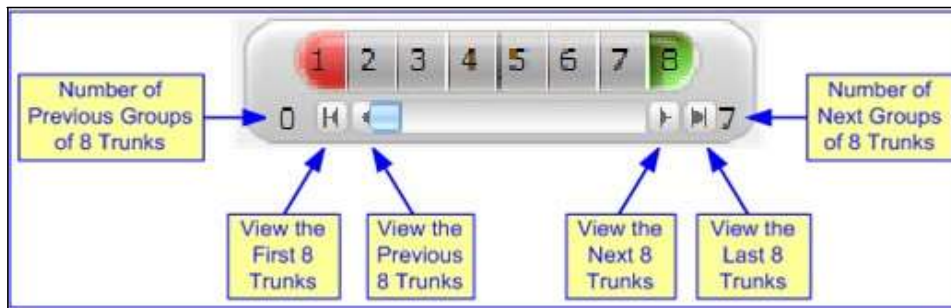 1 2 3 4 5 6 7 8
Number of
Previous Groups
of 8 Trunks
0
7
Number of
Next Groups
of 8 Trunks
View the
First 8
Trunks
View the
Previous
8 Trunks
View the
Next 8
Trunks
View the
Last 8
Trunks